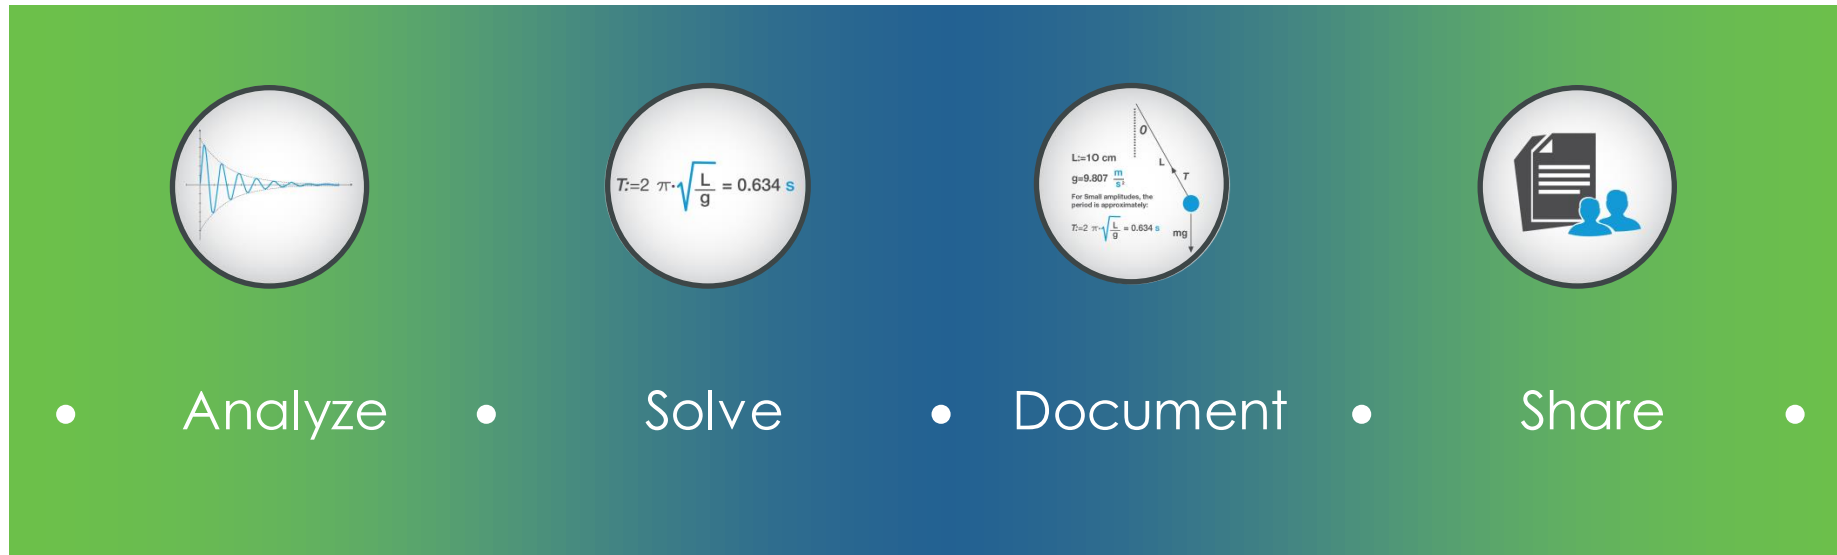 T:=2 π·√L/g = 0.634 s
O
L:=10 cm
L
T
g=9.807 m/s²
For Small amplitudes, the
period is approximately:
T:=2 π·√L/g = 0.634 s
mg
Analyze • Solve • Document • Share